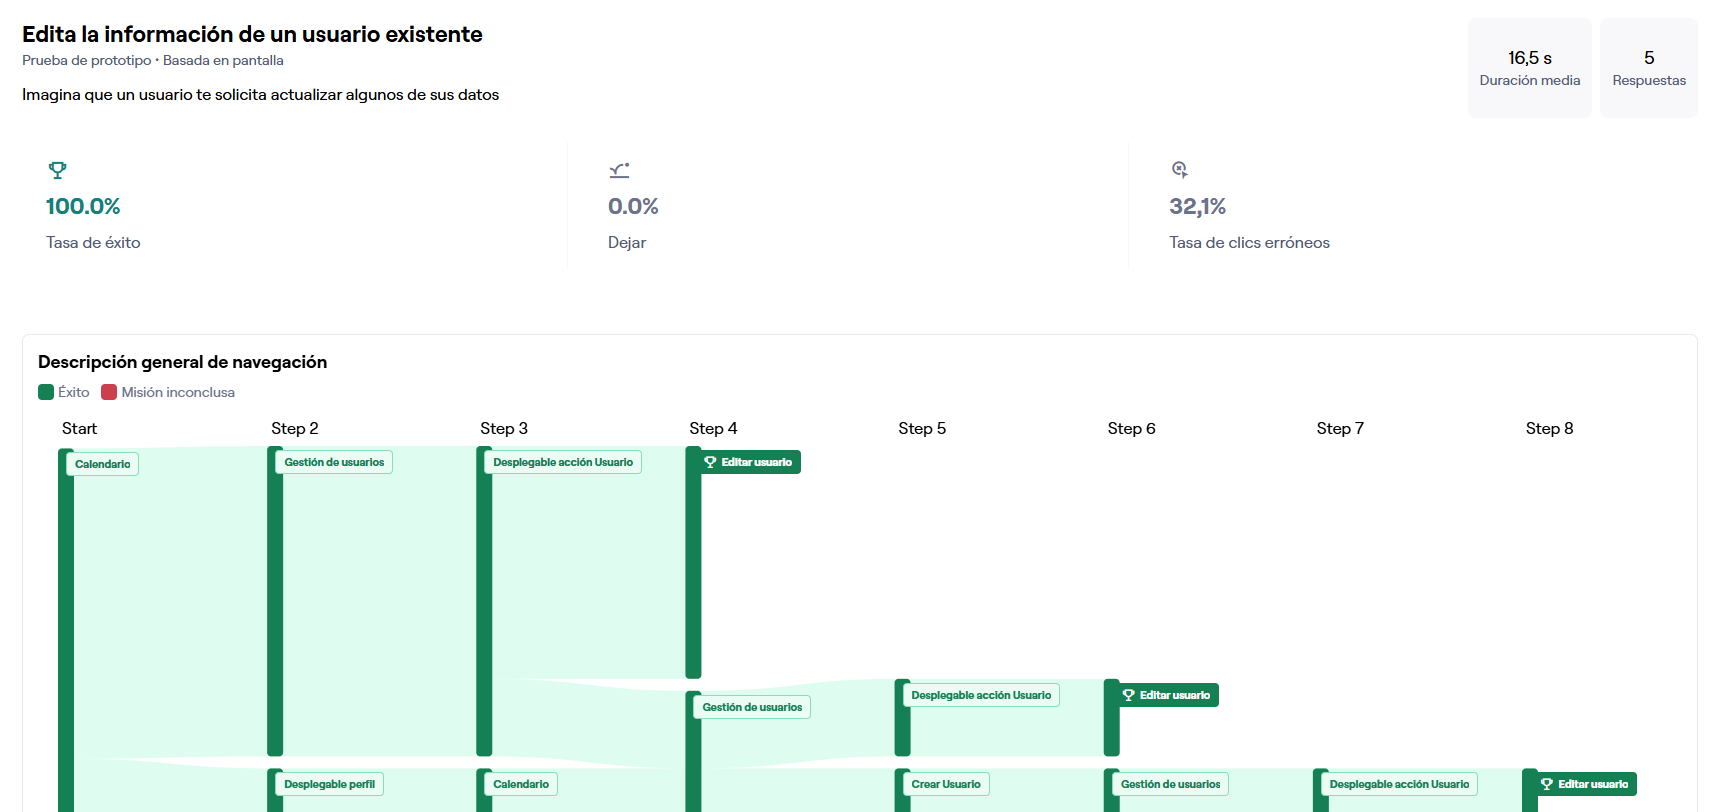 Edita la información de un usuario existente
Prueba de prototipo • Basada en pantalla
Imagina que un usuario te solicita actualizar algunos de sus datos
16,5 s
Duración media
5
Respuestas
100.0%
Tasa de éxito
0.0%
Dejar
32,1%
Tasa de clics erróneos
Descripción general de navegación
Éxito
Misión inconclusa
Start
Step 2
Step 3
Step 4
Step 5
Step 6
Step 7
Step 8
Calendario
Gestión de usuarios
Desplegable acción Usuario
Editar usuario
Gestión de usuarios
Desplegable acción Usuario
Editar usuario
Desplegable perfil
Calendario
Crear Usuario
Gestión de usuarios
Desplegable acción Usuario
Editar usuario